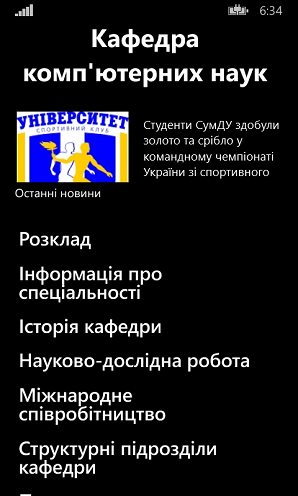 6:34
Кафедра
комп'ютерних наук
УНІВЕРСИТЕТ
СПОРТИВНИЙ КЛУБ
Студенти СумДУ здобули
золото та срібло у
командному чемпіонаті
України зі спортивного
Останні новини
Розклад
Інформація про
спеціальності
Історія кафедри
Науково-дослідна робота
Міжнародне
співробітництво
Структурні підрозділи
кафедри